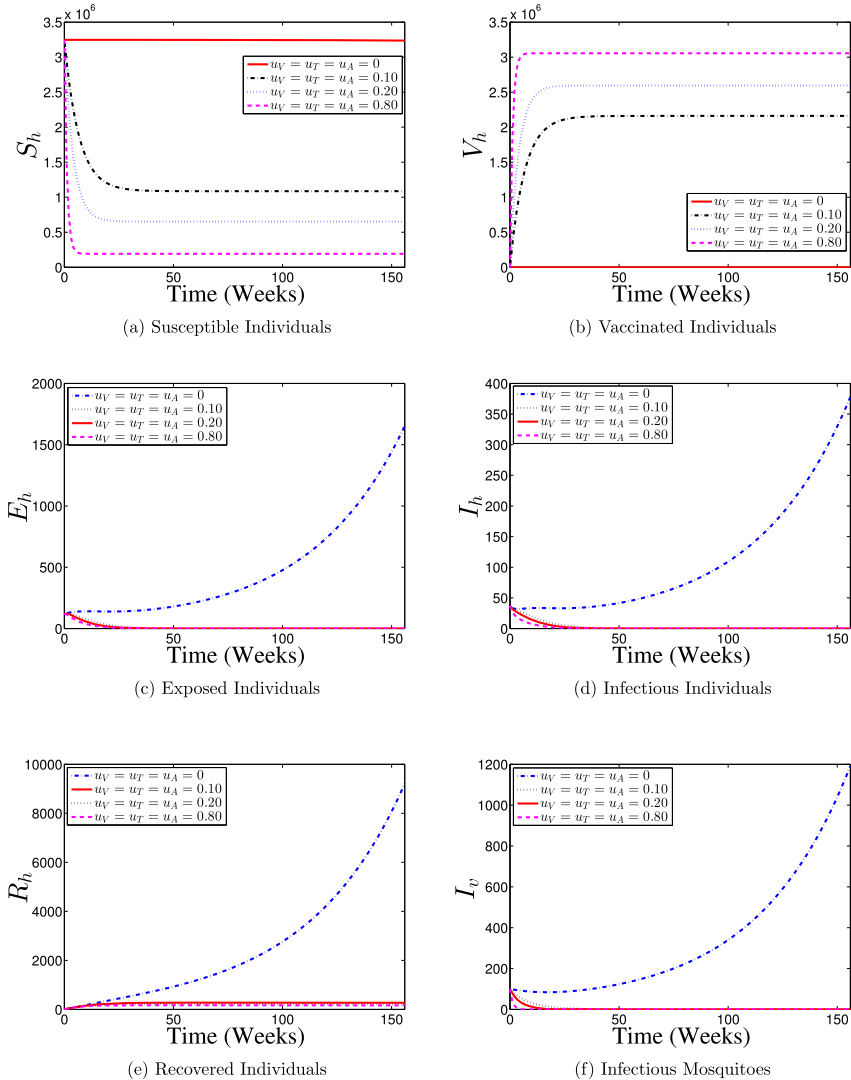 x 10⁶
3.5
3
2.5
2
1.5
1
0.5
0
S_h
u_V = u_T = u_A = 0
u_V = u_T = u_A = 0.10
u_V = u_T = u_A = 0.20
u_V = u_T = u_A = 0.80
0 50 100 150
Time (Weeks)
(a) Susceptible Individuals
x 10⁶
3.5
3
2.5
2
1.5
1
0.5
0
V_h
u_V = u_T = u_A = 0
u_V = u_T = u_A = 0.10
u_V = u_T = u_A = 0.20
u_V = u_T = u_A = 0.80
0 50 100 150
Time (Weeks)
(b) Vaccinated Individuals
2000
1500
1000
500
0
E_h
u_V = u_T = u_A = 0
u_V = u_T = u_A = 0.10
u_V = u_T = u_A = 0.20
u_V = u_T = u_A = 0.80
0 50 100 150
Time (Weeks)
(c) Exposed Individuals
400
350
300
250
200
150
100
50
0
I_h
u_V = u_T = u_A = 0
u_V = u_T = u_A = 0.10
u_V = u_T = u_A = 0.20
u_V = u_T = u_A = 0.80
0 50 100 150
Time (Weeks)
(d) Infectious Individuals
10000
8000
6000
4000
2000
0
R_h
u_V = u_T = u_A = 0
u_V = u_T = u_A = 0.10
u_V = u_T = u_A = 0.20
u_V = u_T = u_A = 0.80
0 50 100 150
Time (Weeks)
(e) Recovered Individuals
1200
1000
800
600
400
200
0
I_v
u_V = u_T = u_A = 0
u_V = u_T = u_A = 0.10
u_V = u_T = u_A = 0.20
u_V = u_T = u_A = 0.80
0 50 100 150
Time (Weeks)
(f) Infectious Mosquitoes